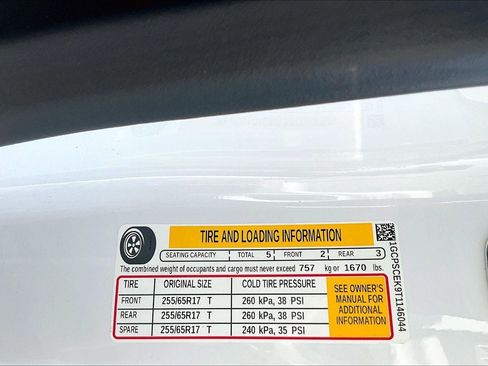 TIRE AND LOADING INFORMATION
SEATING CAPACITY TOTAL 5 FRONT 2 REAR 3
The combined weight of occupants and cargo must never exceed 757 kg or 1670 lbs.
TIRE ORIGINAL SIZE COLD TIRE PRESSURE
FRONT 255/65R17 T 260 kPa, 38 PSI
REAR 255/65R17 T 260 kPa, 38 PSI
SPARE 255/65R17 T 240 kPa, 35 PSI
SEE OWNER'S
MANUAL FOR
ADDITIONAL
INFORMATION
1GCPSCEK9T1146044